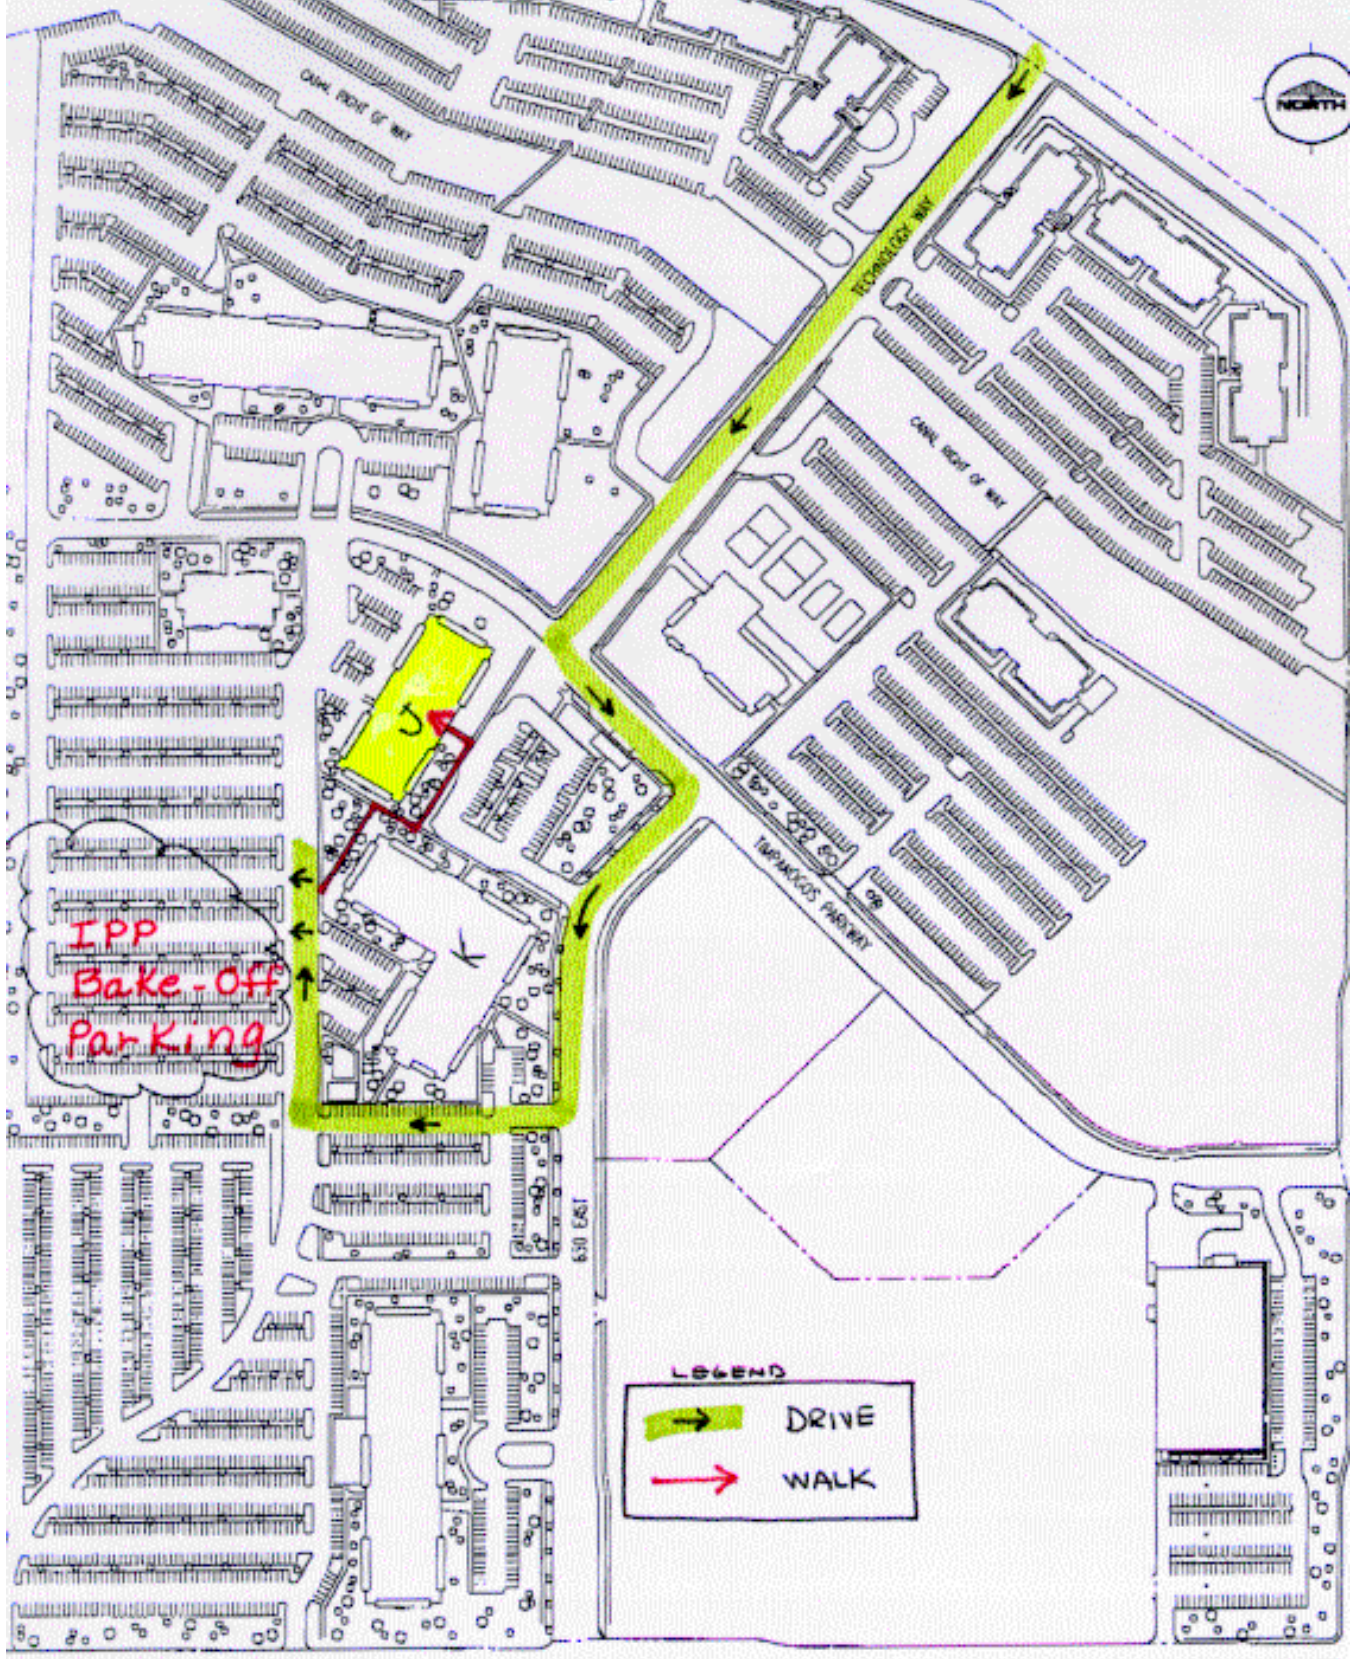 CANAL RIGHT OF WAY
NORTH
TECHNOLOGY WAY
CANAL RIGHT OF WAY
J
TIMPANOGOS PARKWAY
IPP
Bake-Off
Parking
K
630 EAST
LEGEND
DRIVE
WALK